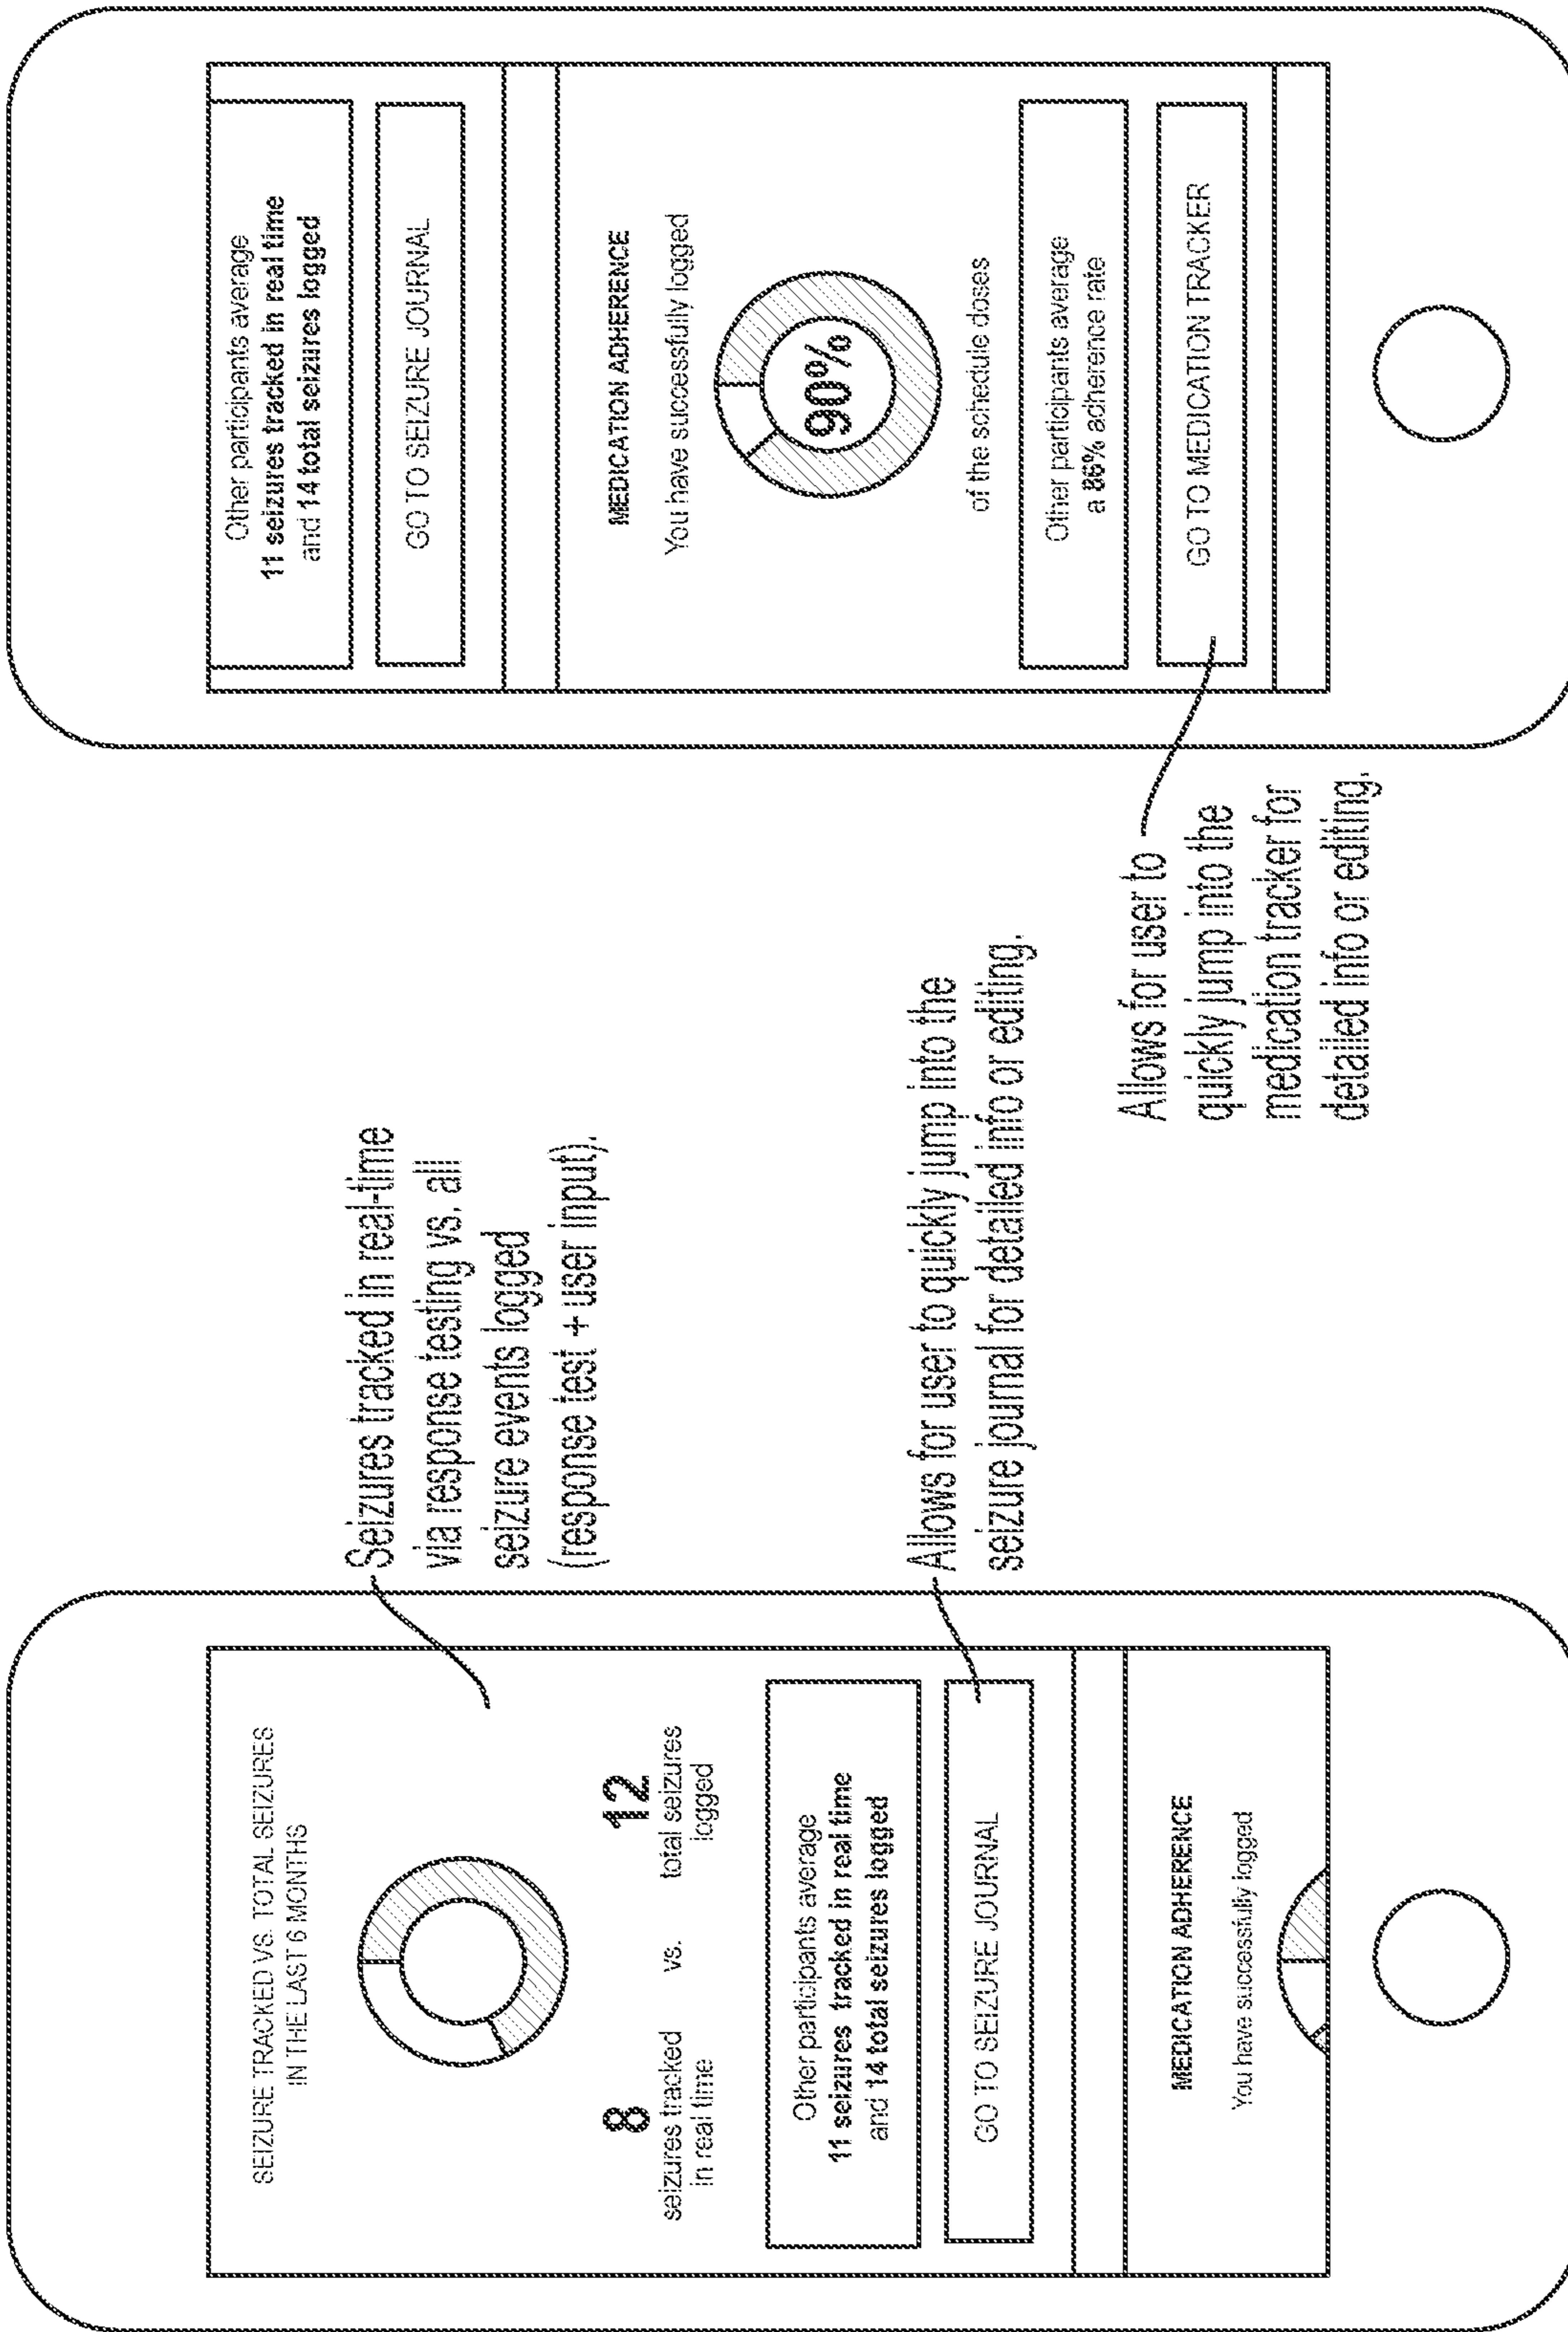 SEIZURE TRACKED VS. TOTAL SEIZURES
IN THE LAST 6 MONTHS
8
seizures tracked
in real time
vs.
12
total seizures
logged
Other participants average
11 seizures tracked in real time
and 14 total seizures logged
GO TO SEIZURE JOURNAL
MEDICATION ADHERENCE
You have successfully logged
Seizures tracked in real-time
via response testing vs. all
seizure events logged
(response test + user input).
Allows for user to quickly jump into the
seizure journal for detailed info or editing.
Other participants average
11 seizures tracked in real time
and 14 total seizures logged
GO TO SEIZURE JOURNAL
MEDICATION ADHERENCE
You have successfully logged
90%
of the schedule doses
Other participants average
a 86% adherence rate
GO TO MEDICATION TRACKER
Allows for user to
quickly jump into the
medication tracker for
detailed info or editing.